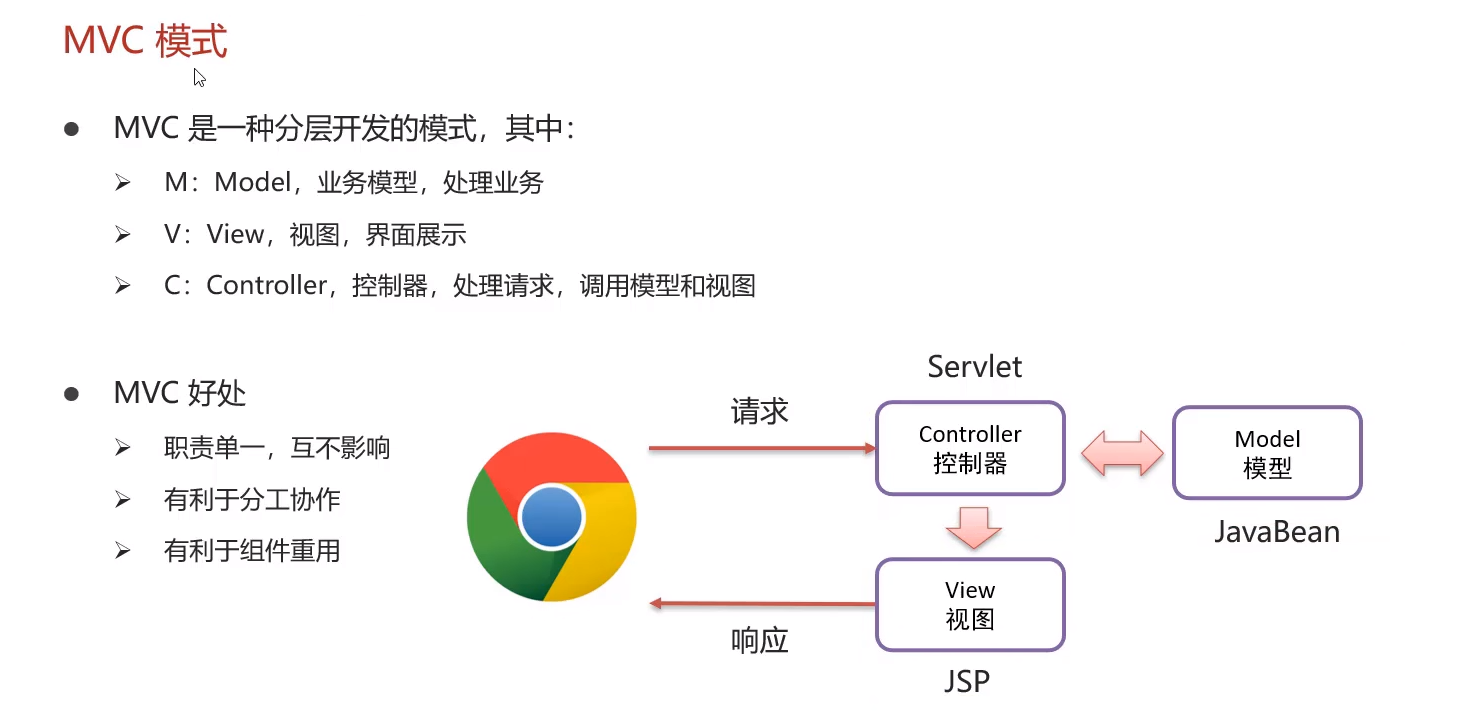 MVC 模式
MVC 是一种分层开发的模式，其中：
M：Model，业务模型，处理业务
V：View，视图，界面展示
C：Controller，控制器，处理请求，调用模型和视图
MVC 好处
职责单一，互不影响
有利于分工协作
有利于组件重用
Servlet
请求
Controller
控制器
Model
模型
JavaBean
View
视图
响应
JSP